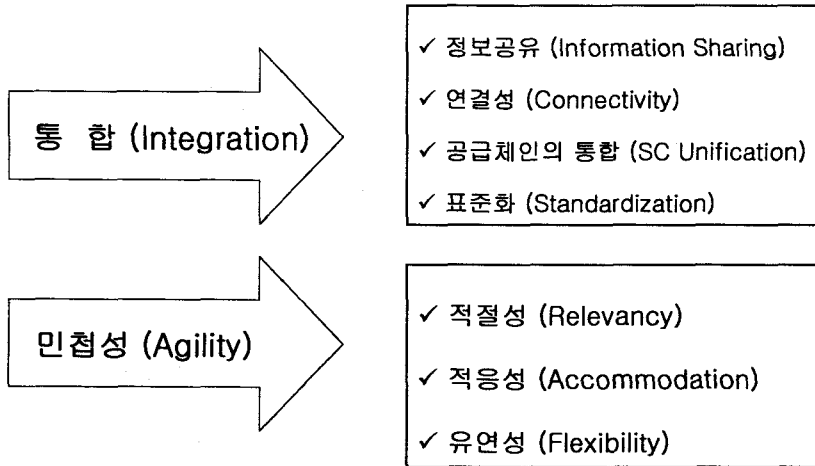 통 합 (Integration)
✓ 정보공유 (Information Sharing)
✓ 연결성 (Connectivity)
✓ 공급체인의 통합 (SC Unification)
✓ 표준화 (Standardization)
민첩성 (Agility)
✓ 적절성 (Relevancy)
✓ 적응성 (Accommodation)
✓ 유연성 (Flexibility)